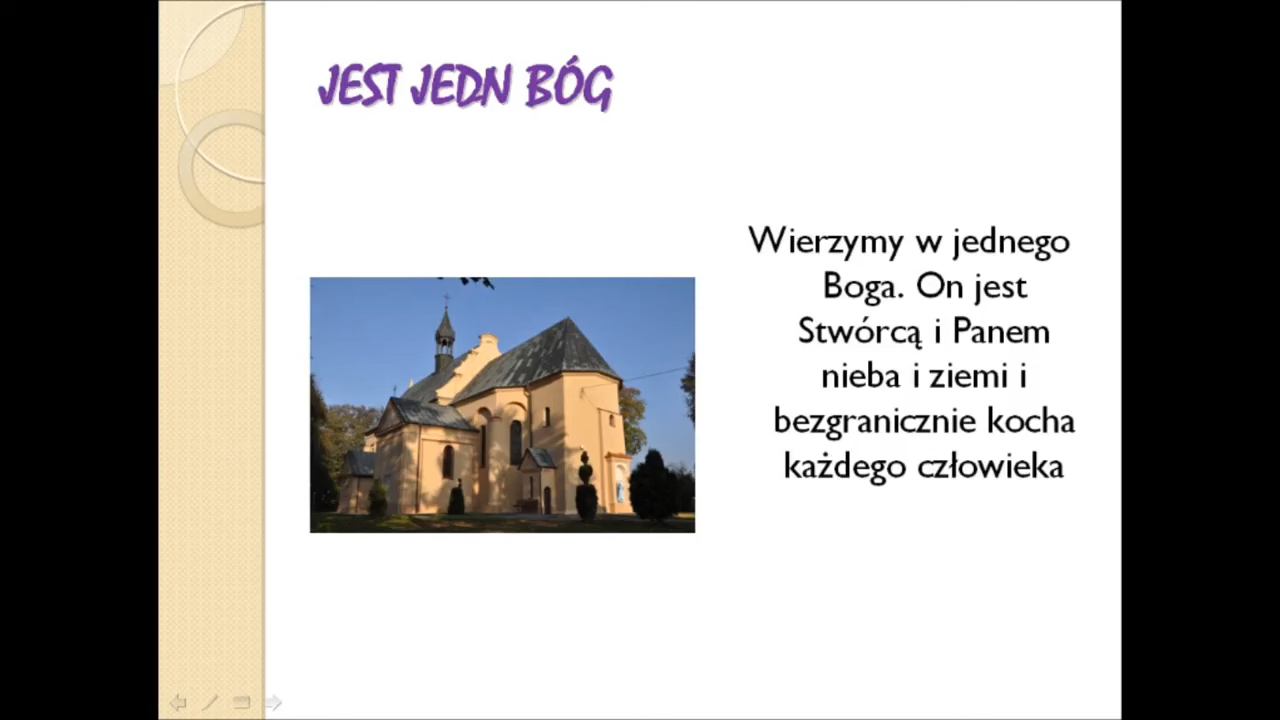 JEST JEDN BÓG
Wierzymy w jednego
Boga. On jest
Stwórcą i Panem
nieba i ziemi i
bezgranicznie kocha
każdego człowieka